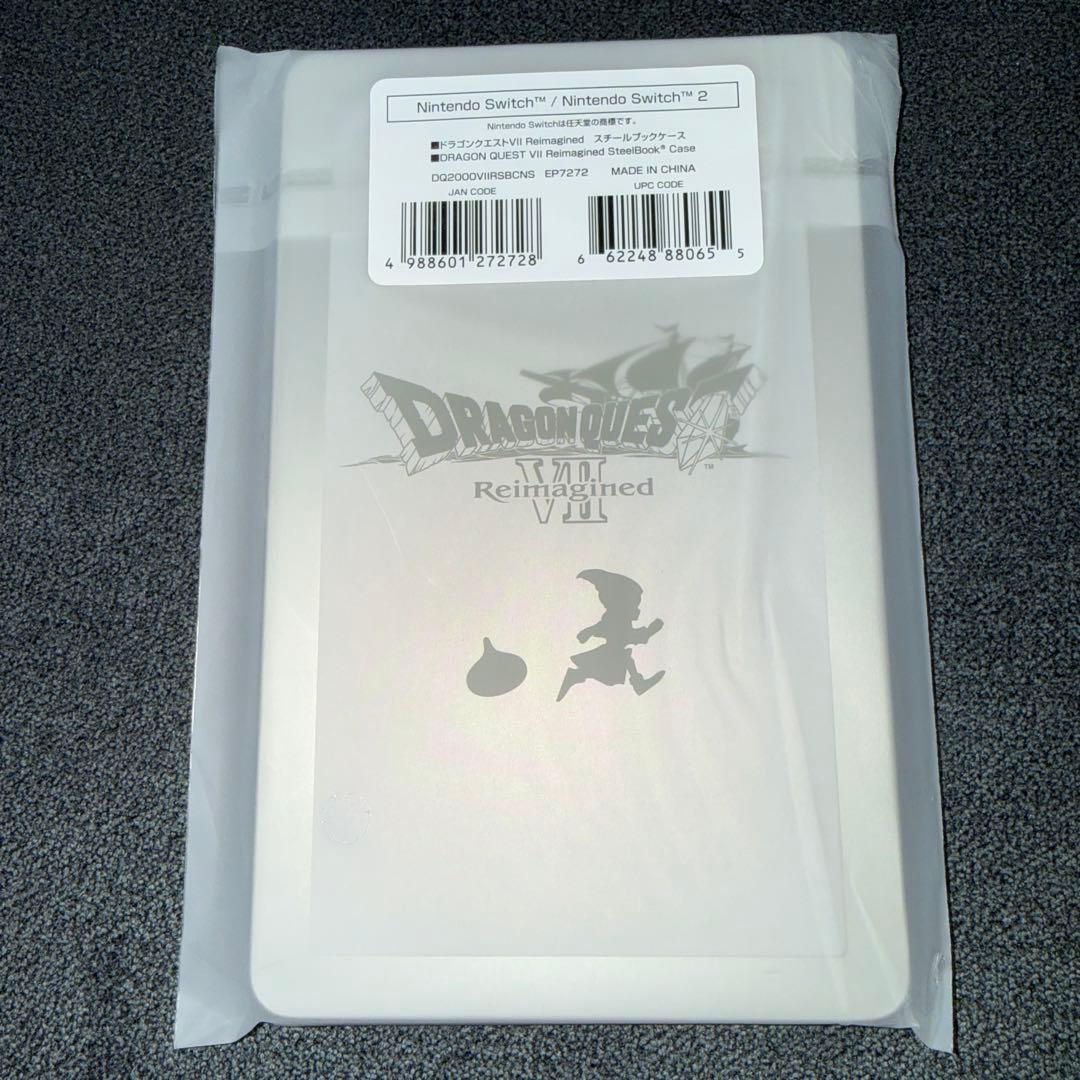 Nintendo Switch™ / Nintendo Switch™ 2
Nintendo Switchは任天堂の商標です。
■ドラゴンクエストVII Reimagined スチールブックケース
■DRAGON QUEST VII Reimagined SteelBook® Case
DQ2000VIIRSBCNS EP7272 MADE IN CHINA
JAN CODE UPC CODE
4 988601 272728 6 62248 88065 5
DRAGON QUEST™
VII
Reimagined